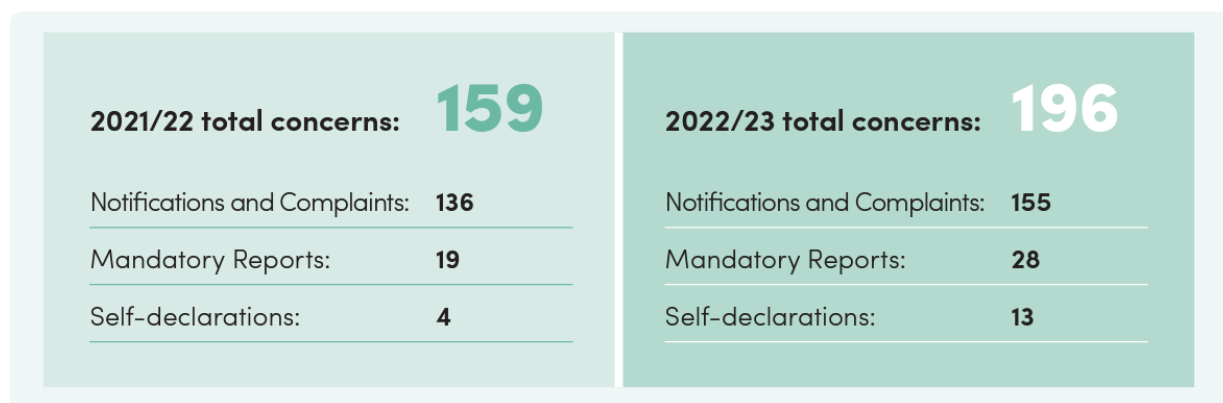 2021/22 total concerns: 159
Notifications and Complaints: 136
Mandatory Reports: 19
Self-declarations: 4
2022/23 total concerns: 196
Notifications and Complaints: 155
Mandatory Reports: 28
Self-declarations: 13